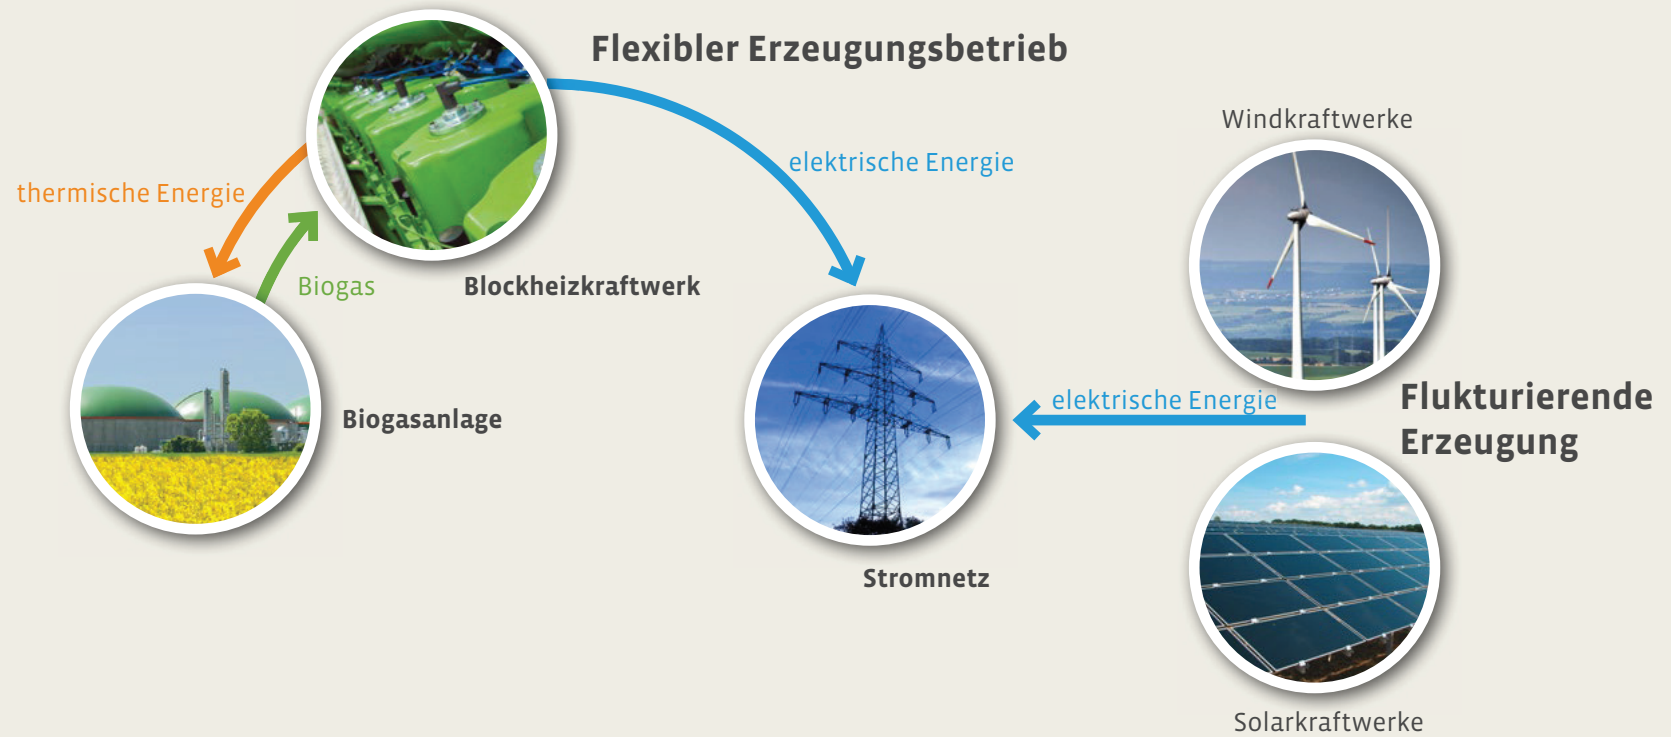 Flexibler Erzeugungsbetrieb
Windkraftwerke
elektrische Energie
thermische Energie
Biogas
Blockheizkraftwerk
Biogasanlage
elektrische Energie
Flukturierende
Erzeugung
Stromnetz
Solarkraftwerke